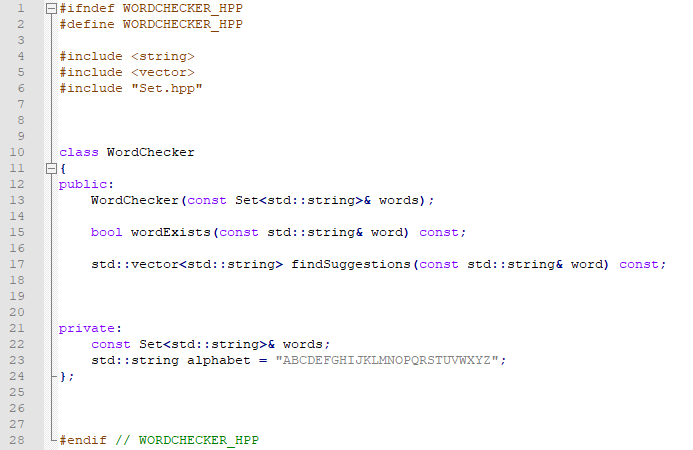 1 #ifndef WORDCHECKER_HPP
2 #define WORDCHECKER_HPP
3
4 #include <string>
5 #include <vector>
6 #include "Set.hpp"
7
8
9
10 class WordChecker
11 {
12 public:
13     WordChecker(const Set<std::string>& words);
14
15     bool wordExists(const std::string& word) const;
16
17     std::vector<std::string> findSuggestions(const std::string& word) const;
18
19
20
21 private:
22     const Set<std::string>& words;
23     std::string alphabet = "ABCDEFGHIJKLMNOPQRSTUVWXYZ";
24 };
25
26
27
28 #endif // WORDCHECKER_HPP